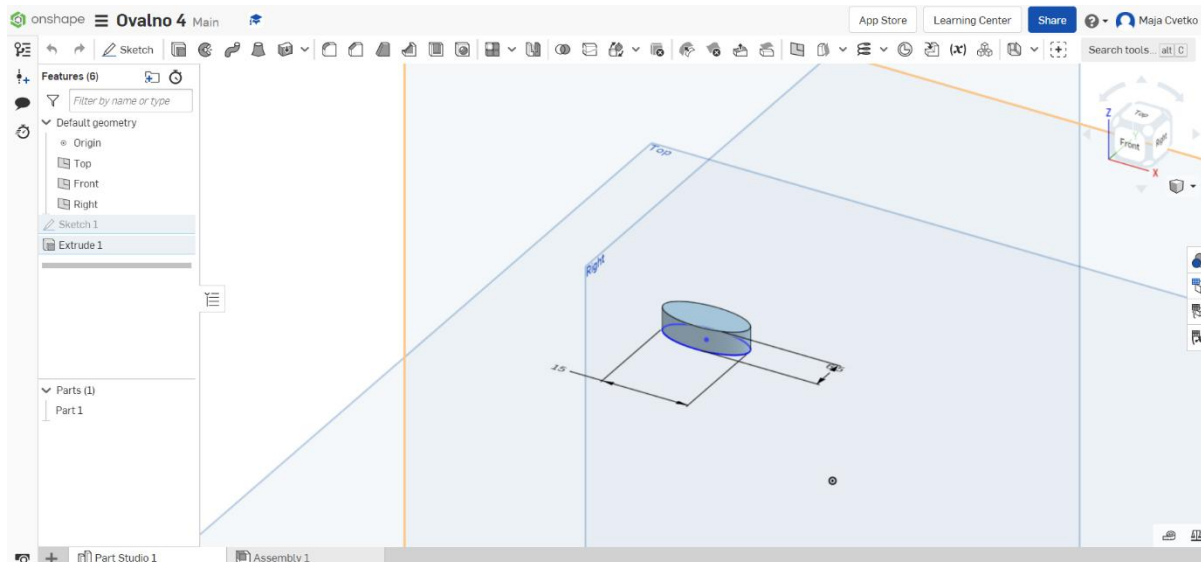 onshape Ovalno 4 Main App Store Learning Center Share Maja Cvetko
Sketch Search tools... alt C
Features (6)
Filter by name or type
Default geometry
Origin
Top
Front
Right
Sketch 1
Extrude 1
Top
Right
15
Z
Top
Front
Right
X
Parts (1)
Part 1
Part Studio 1 Assembly 1